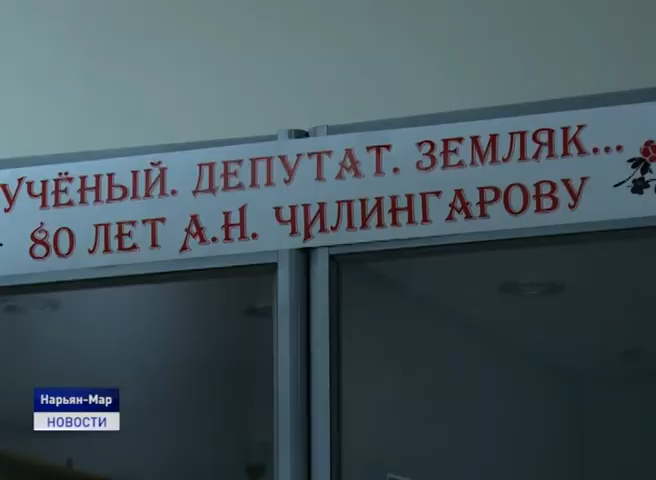 УЧЁНЫЙ. ДЕПУТАТ. ЗЕМЛЯК...
80 ЛЕТ А.Н. ЧИЛИНГАРОВУ
Нарьян-Мар
НОВОСТИ